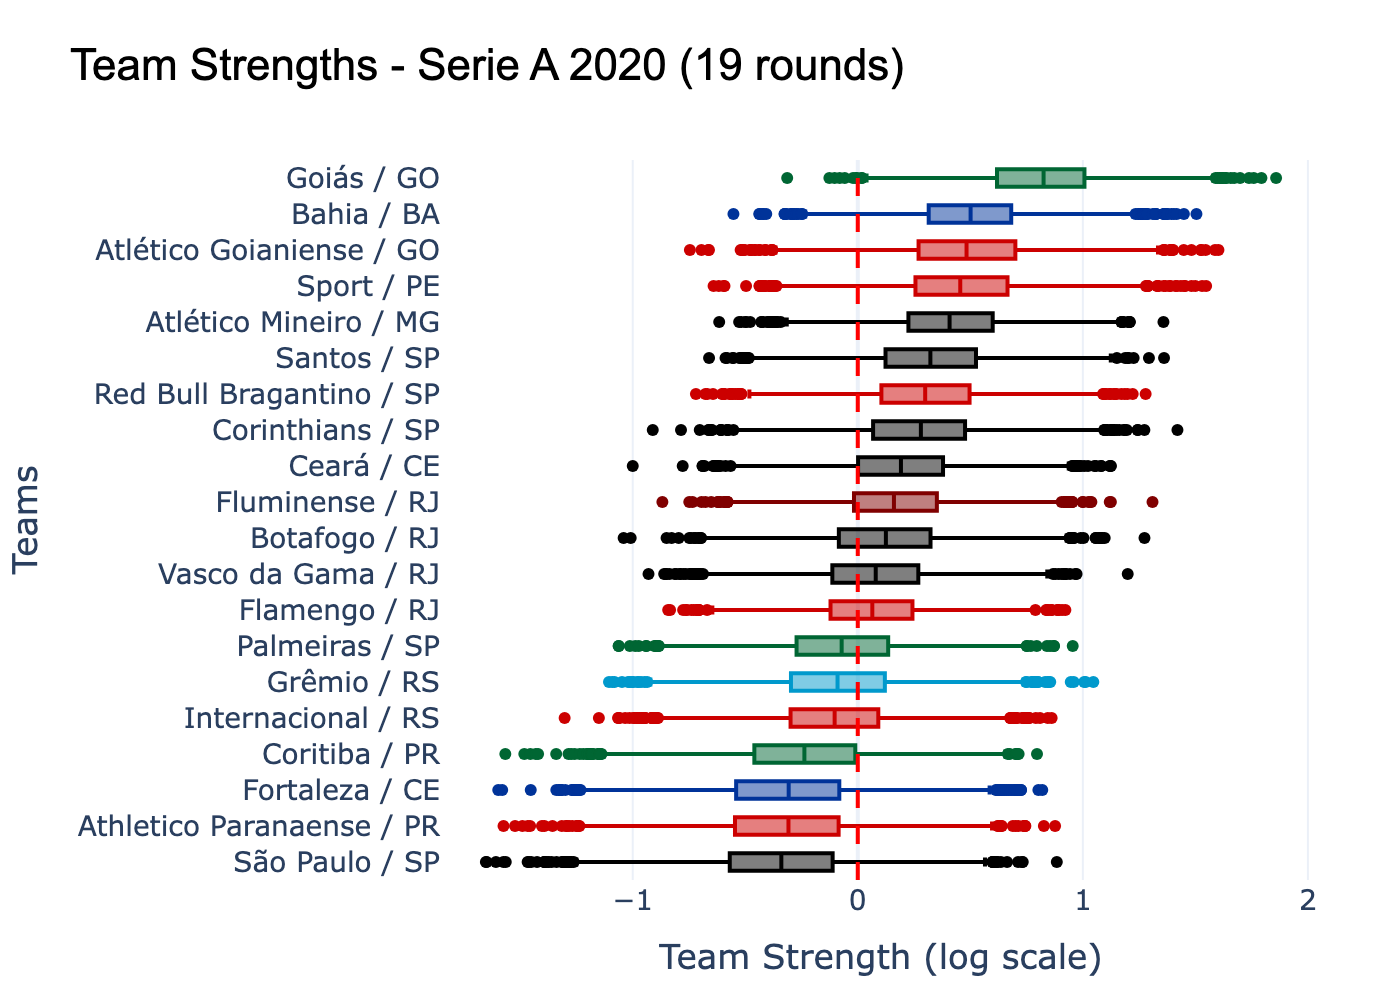 Team Strengths - Serie A 2020 (19 rounds)
Goiás / GO
Bahia / BA
Atlético Goianiense / GO
Sport / PE
Atlético Mineiro / MG
Santos / SP
Red Bull Bragantino / SP
Corinthians / SP
Ceará / CE
Fluminense / RJ
Botafogo / RJ
Vasco da Gama / RJ
Flamengo / RJ
Palmeiras / SP
Grêmio / RS
Internacional / RS
Coritiba / PR
Fortaleza / CE
Athletico Paranaense / PR
São Paulo / SP
Teams
−1 0 1 2
Team Strength (log scale)